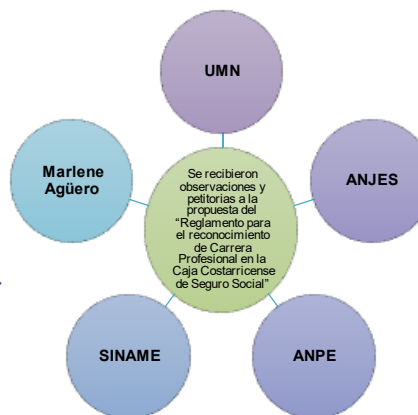 UMN
Marlene
Agüero
ANJES
Se recibieron
observaciones y
petitorias a la
propuesta del
“Reglamento para
el reconocimiento
de Carrera
Profesional en la
Caja Costarricense
de Seguro Social”
SINAME
ANPE